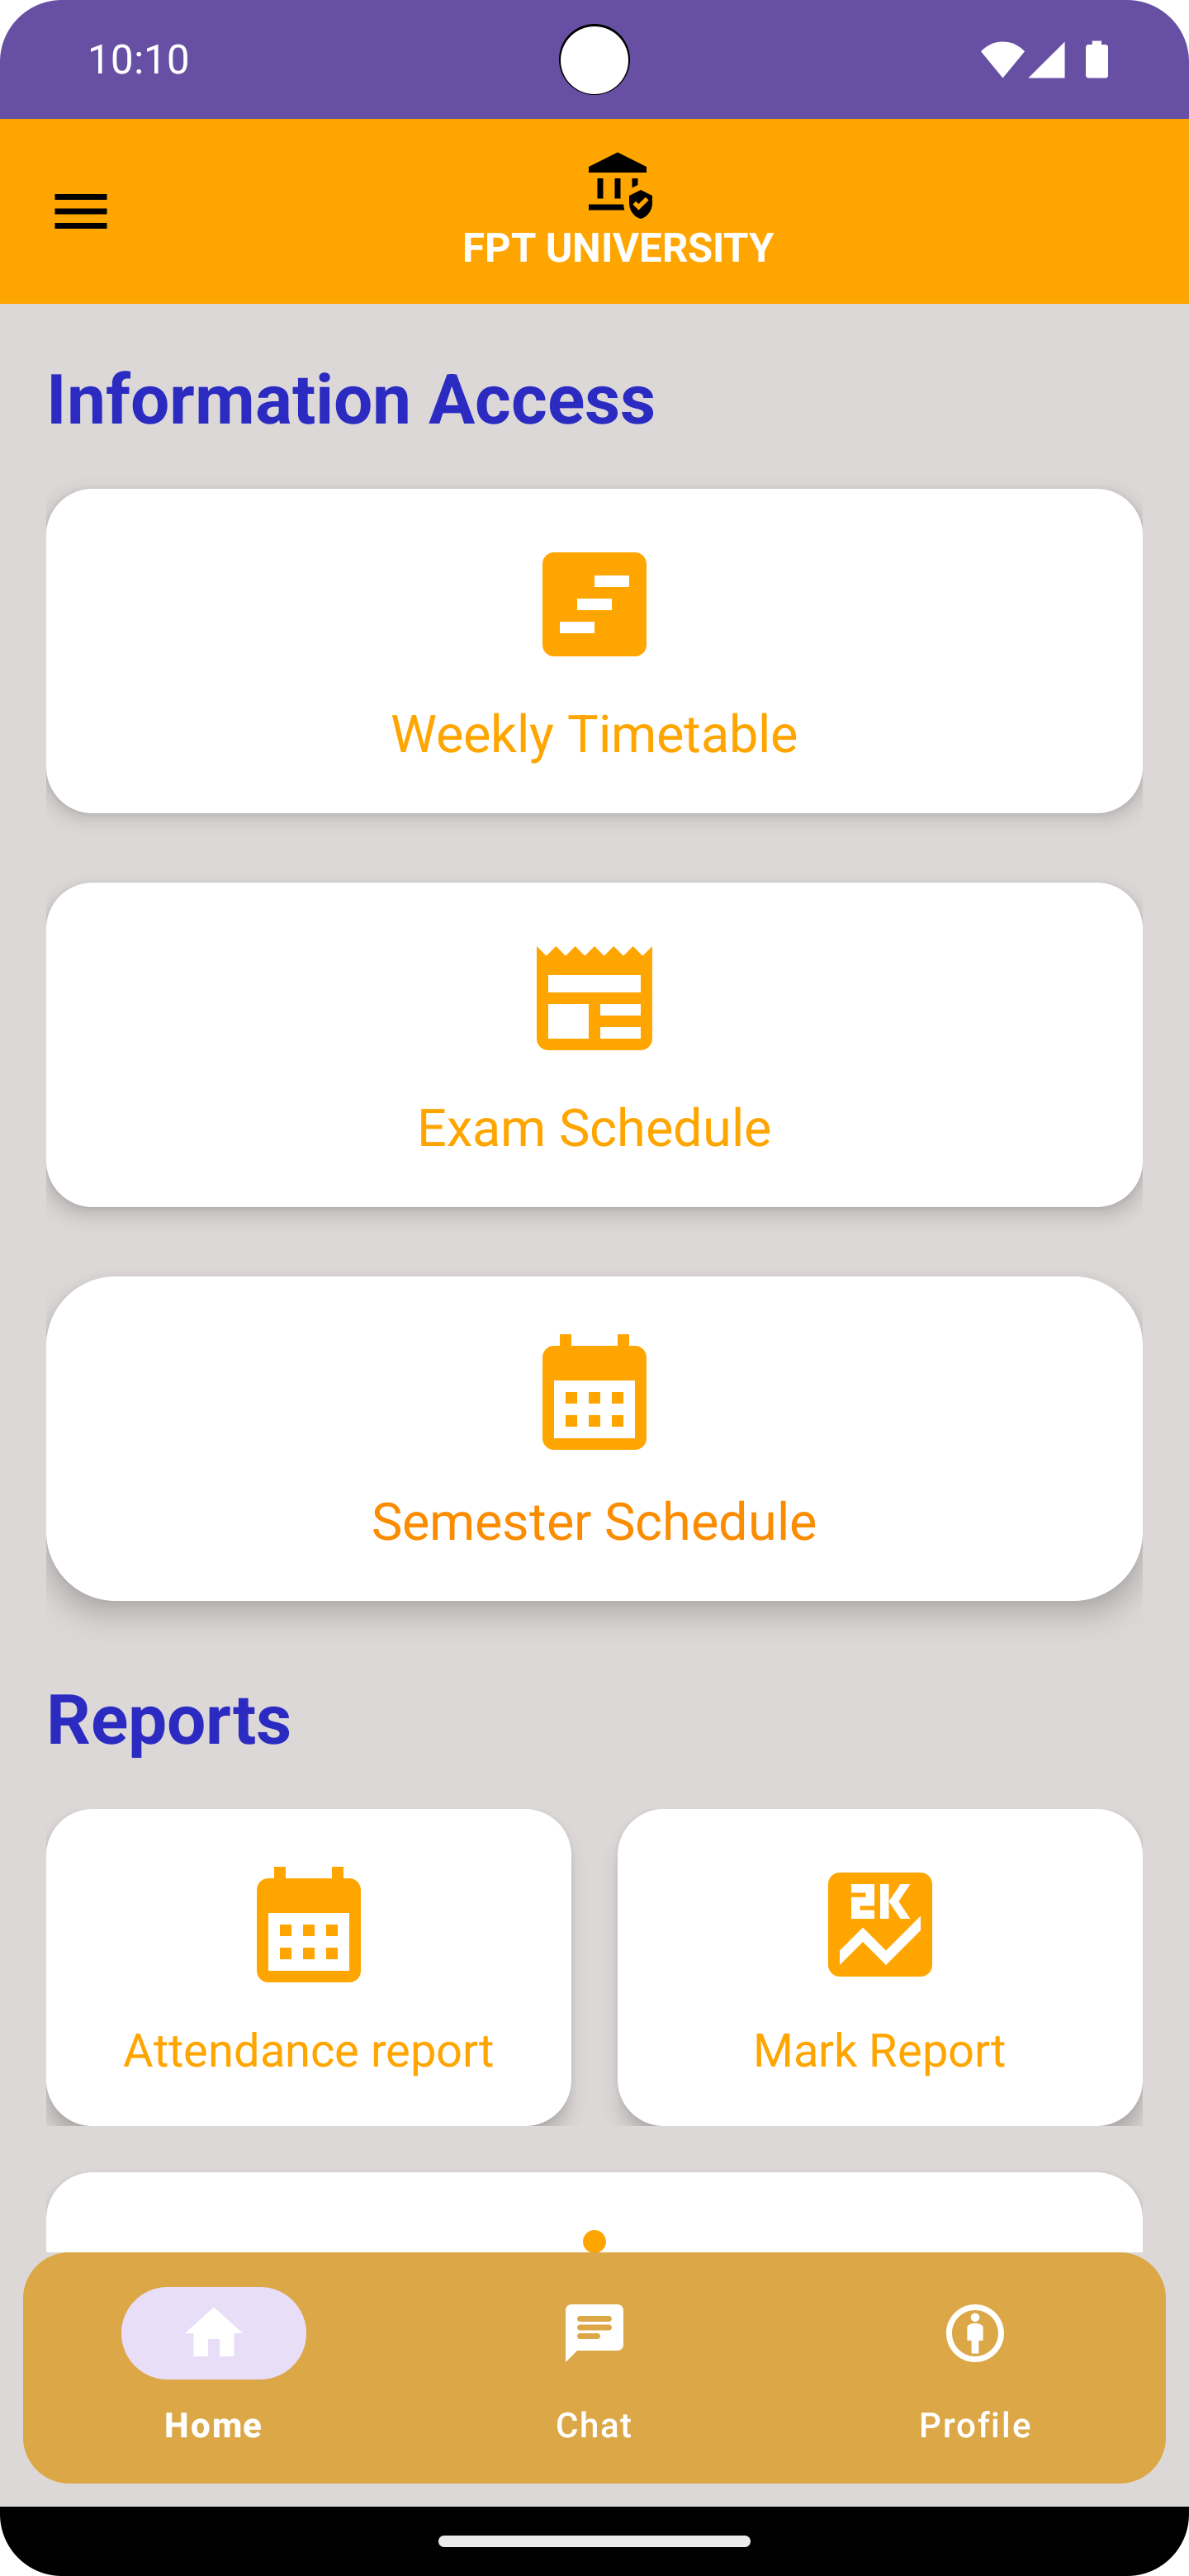 10:10
FPT UNIVERSITY
Information Access
Weekly Timetable
Exam Schedule
Semester Schedule
Reports
2K
Attendance report
Mark Report
Home
Chat
Profile